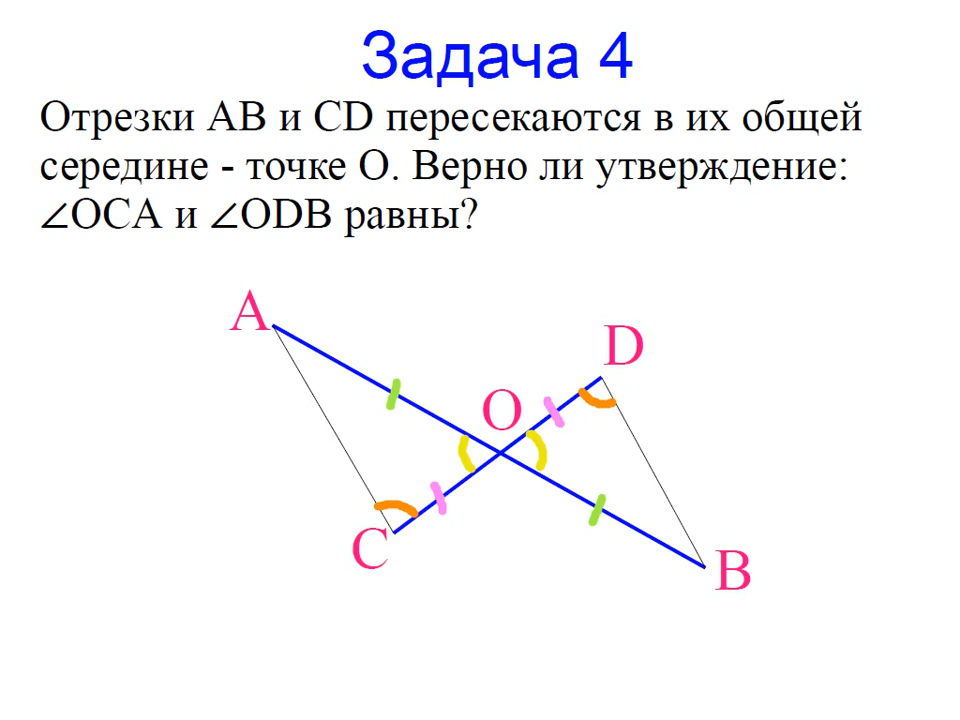 Задача 4
Отрезки AB и CD пересекаются в их общей
середине - точке O. Верно ли утверждение:
∠OCA и ∠ODB равны?
A
D
O
C
B